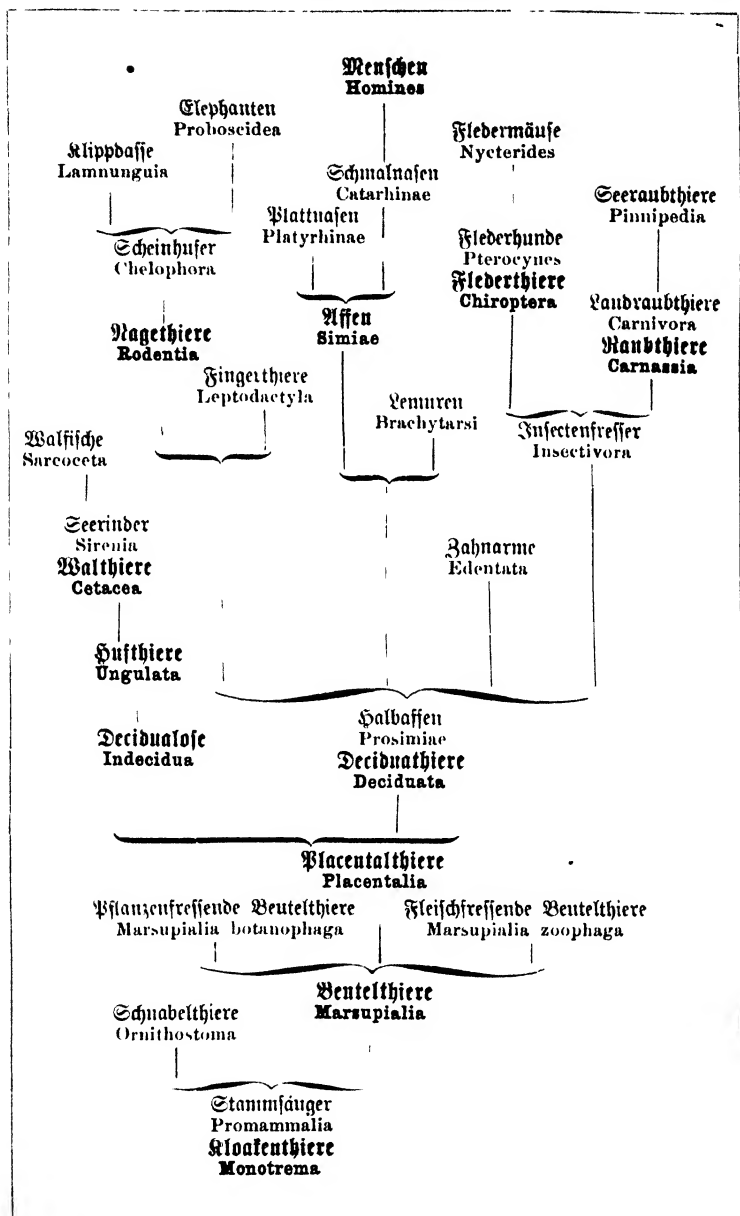 Menschen
Homines
Elephanten
Proboscidea
Fledermäuse
Nycterides
Klippdasse
Lamnunguia
Schmalnasen
Catarhinae
Seeraubthiere
Pinnipedia
Plattnasen
Platyrhinae
Scheinhufer
Chelophora
Flederhunde
Pterocynes
Flederthiere
Chiroptera
Landraubthiere
Carnivora
Raubthiere
Carnassia
Affen
Simiae
Nagethiere
Rodentia
Fingerthiere
Leptodactyla
Lemuren
Brachytarsi
Walfische
Sarcoceta
Insectenfresser
Insectivora
Seerinder
Sirenia
Walthiere
Cetacea
Zahnarme
Edentata
Hufthiere
Ungulata
Halbaffen
Prosimiae
Deciduathiere
Deciduata
Decidualose
Indecidua
Placentalthiere
Placentalia
Pflanzenfressende Beutelthiere
Marsupialia botanophaga
Fleischfressende Beutelthiere
Marsupialia zoophaga
Beutelthiere
Marsupialia
Schnabelthiere
Ornithostoma
Stammsäuger
Promammalia
Kloakenthiere
Monotrema